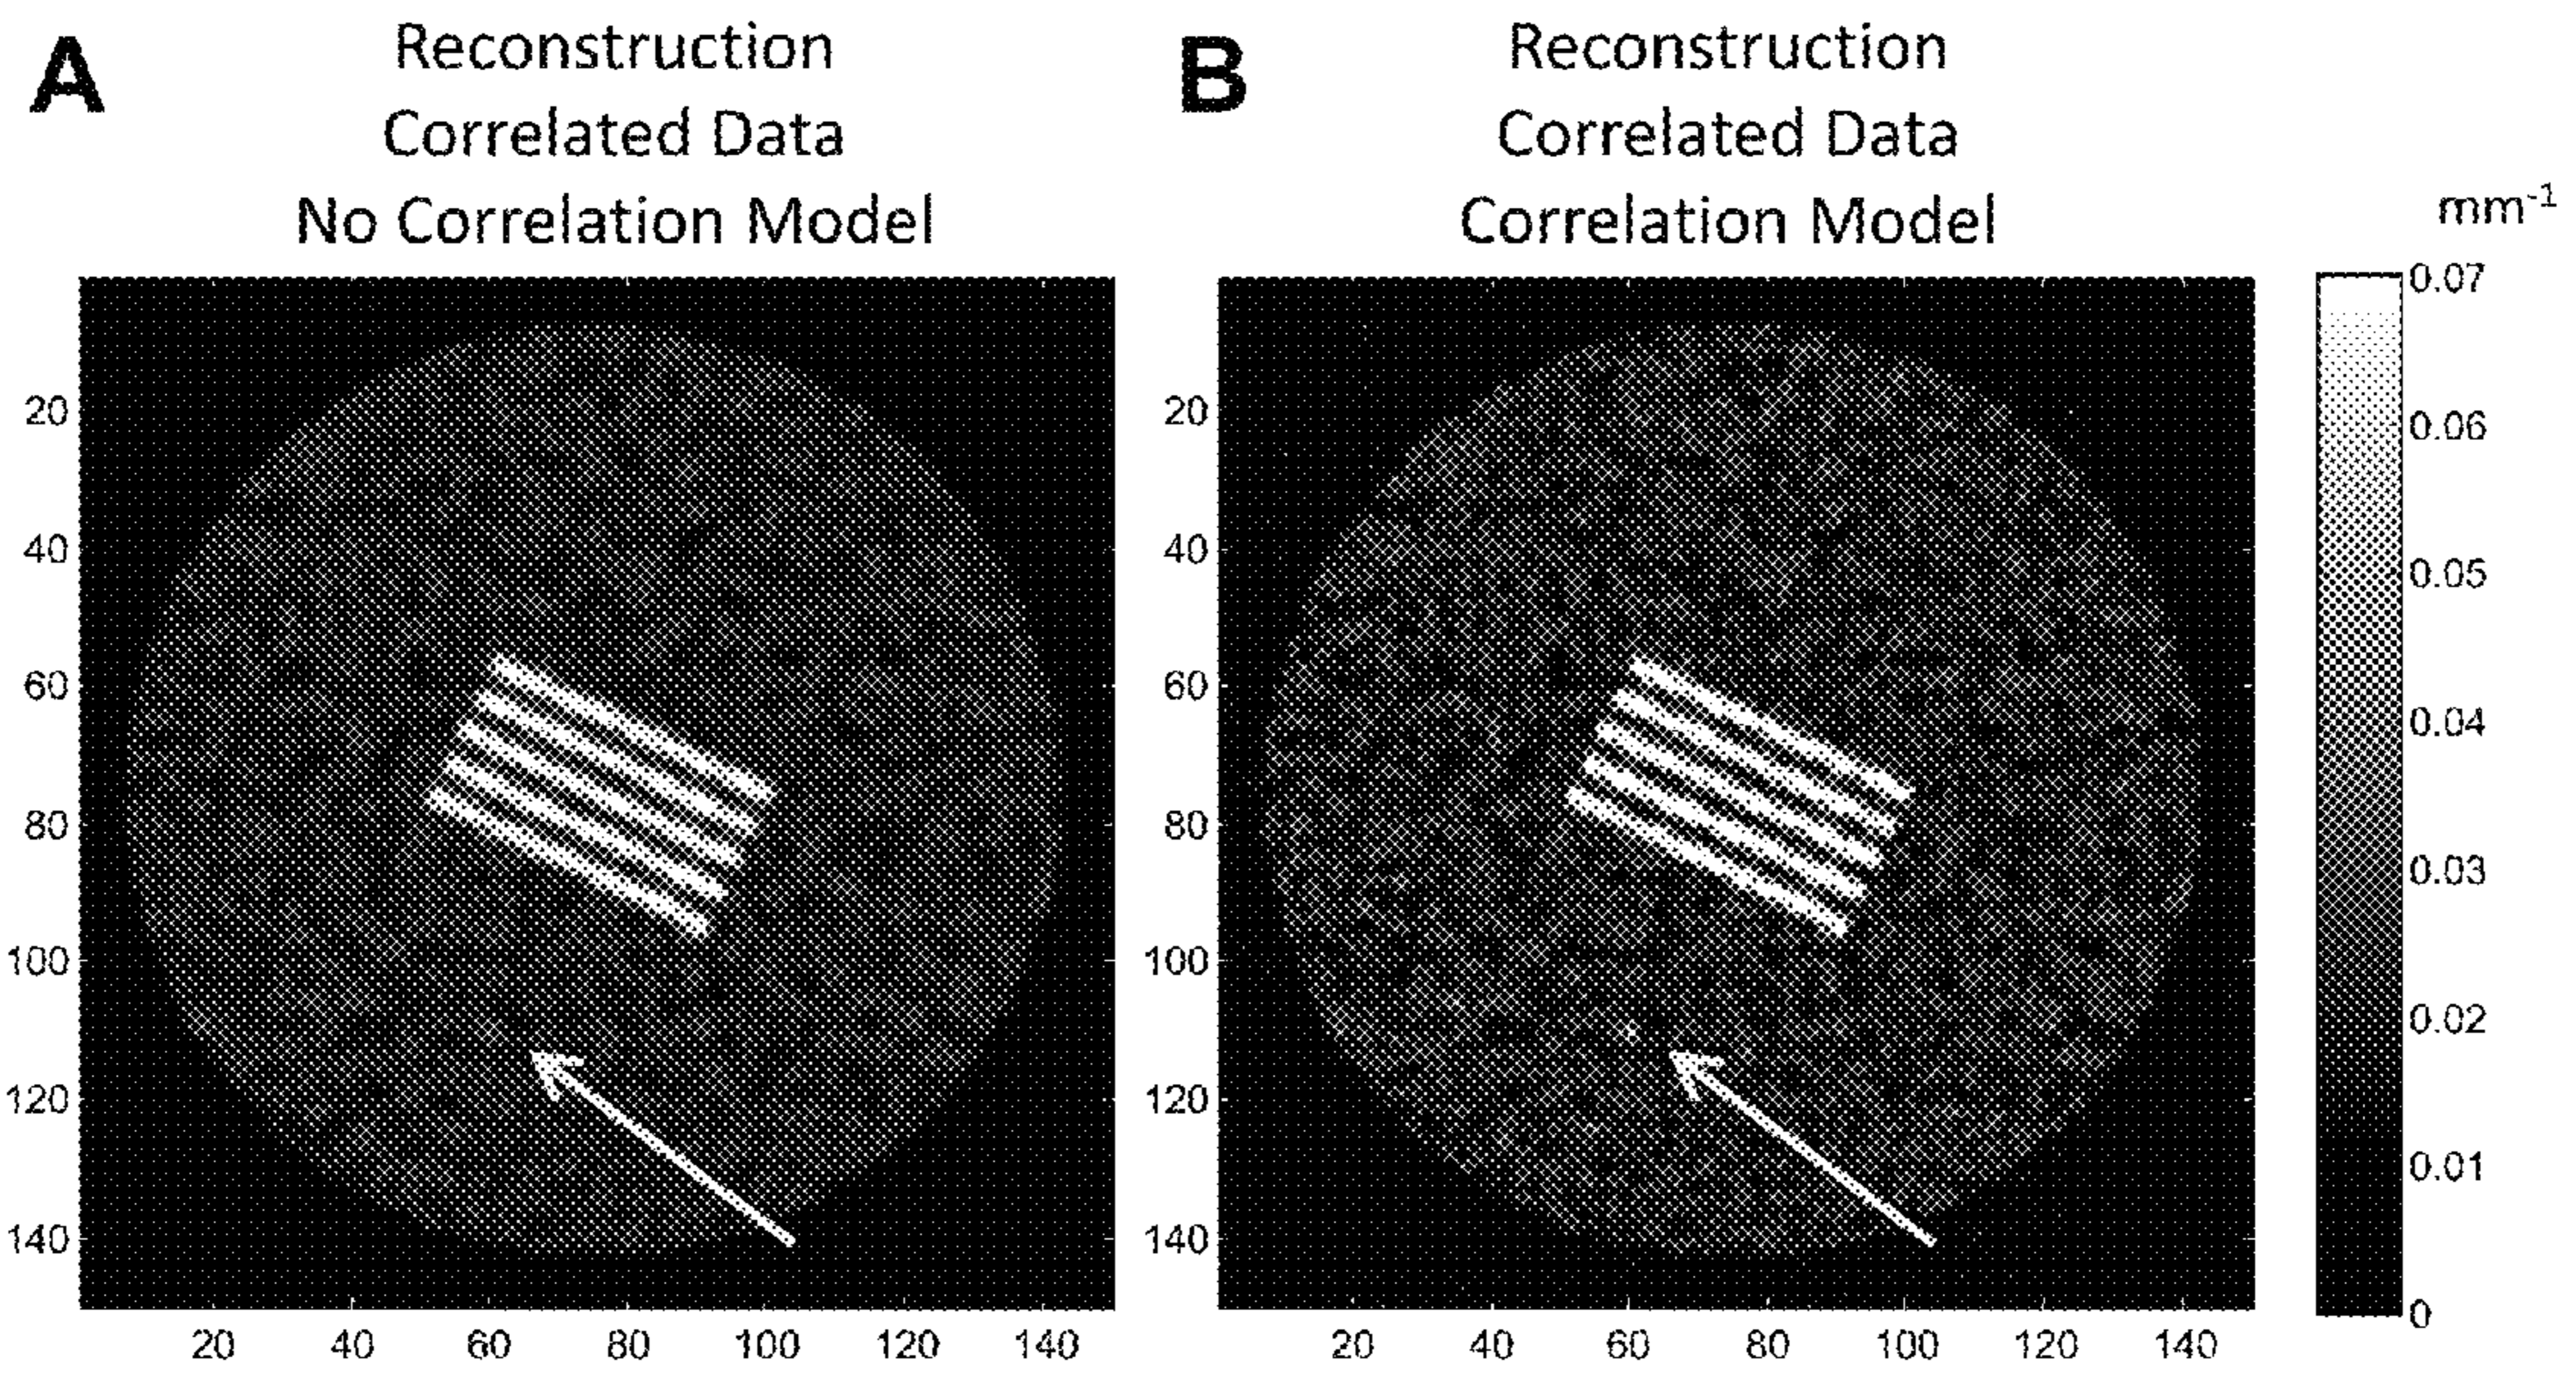 A
Reconstruction
Correlated Data
No Correlation Model
20
40
60
80
100
120
140
20 40 60 80 100 120 140
B
Reconstruction
Correlated Data
Correlation Model
20
40
60
80
100
120
140
20 40 60 80 100 120 140
mm⁻¹
0.07
0.06
0.05
0.04
0.03
0.02
0.01
0